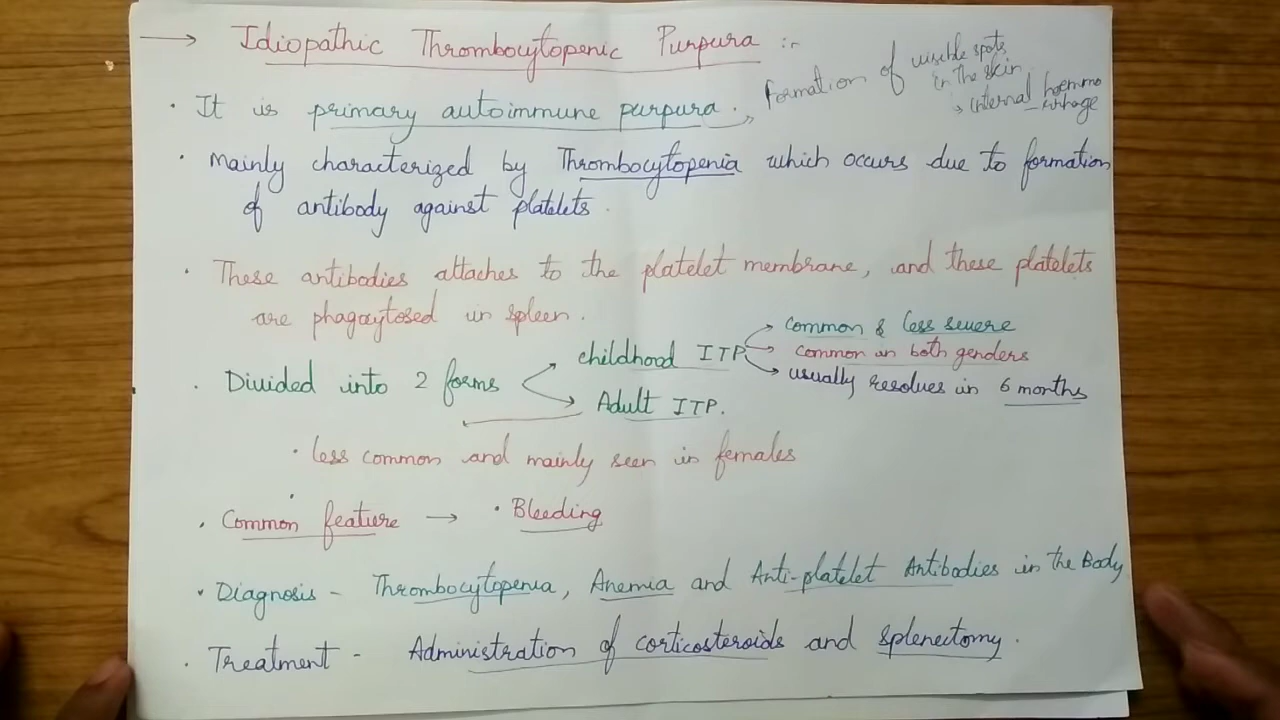 → Idiopathic Thrombocytopenic Purpura :-
· It is primary autoimmune purpura. → formation of visible spots
in the skin
→ internal haemmo
rrhage
· Mainly characterized by Thrombocytopenia which occurs due to formation
of antibody against platelets.
· These antibodies attaches to the platelet membrane, and these platelets
are phagocytosed in spleen.
· Divided into 2 forms
childhood ITP
→ common & less severe
→ common in both genders
→ usually resolves in 6 months
→ Adult ITP.
· less common and mainly seen in females
· Common feature → · Bleeding
· Diagnosis - Thrombocytopenia, Anemia and Anti-platelet Antibodies in the Body
· Treatment - Administration of corticosteroids and splenectomy.